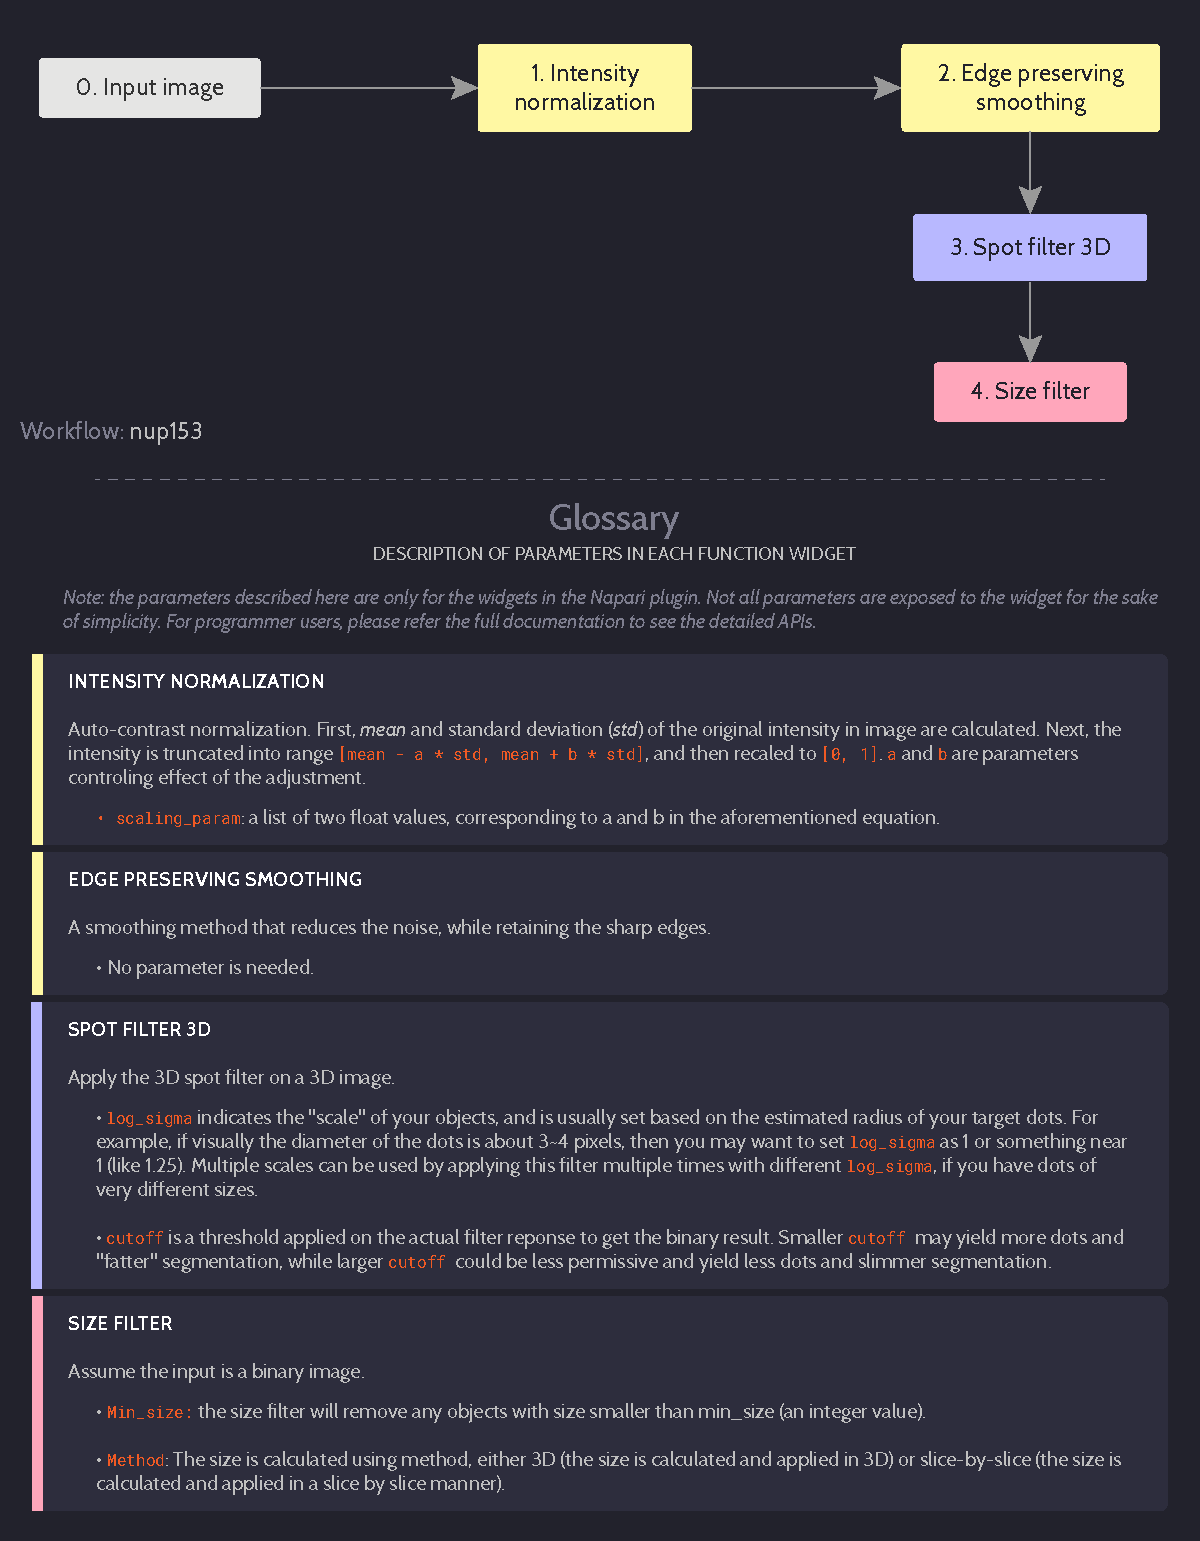 0. Input image
1. Intensity
normalization
2. Edge preserving
smoothing
3. Spot filter 3D
4. Size filter
Workflow: nup153
Glossary
DESCRIPTION OF PARAMETERS IN EACH FUNCTION WIDGET
Note: the parameters described here are only for the widgets in the Napari plugin. Not all parameters are exposed to the widget for the sake
of simplicity. For programmer users, please refer the full documentation to see the detailed APIs.
INTENSITY NORMALIZATION
Auto-contrast normalization. First, mean and standard deviation (std) of the original intensity in image are calculated. Next, the
intensity is truncated into range [mean - a * std, mean + b * std], and then recaled to [0, 1]. a and b are parameters
controling effect of the adjustment.
• scaling_param: a list of two float values, corresponding to a and b in the aforementioned equation.
EDGE PRESERVING SMOOTHING
A smoothing method that reduces the noise, while retaining the sharp edges.
• No parameter is needed.
SPOT FILTER 3D
Apply the 3D spot filter on a 3D image.
• log_sigma indicates the "scale" of your objects, and is usually set based on the estimated radius of your target dots. For
example, if visually the diameter of the dots is about 3~4 pixels, then you may want to set log_sigma as 1 or something near
1 (like 1.25). Multiple scales can be used by applying this filter multiple times with different log_sigma, if you have dots of
very different sizes.
• cutoff is a threshold applied on the actual filter reponse to get the binary result. Smaller cutoff may yield more dots and
"fatter" segmentation, while larger cutoff could be less permissive and yield less dots and slimmer segmentation.
SIZE FILTER
Assume the input is a binary image.
• Min_size: the size filter will remove any objects with size smaller than min_size (an integer value).
• Method: The size is calculated using method, either 3D (the size is calculated and applied in 3D) or slice-by-slice (the size is
calculated and applied in a slice by slice manner).